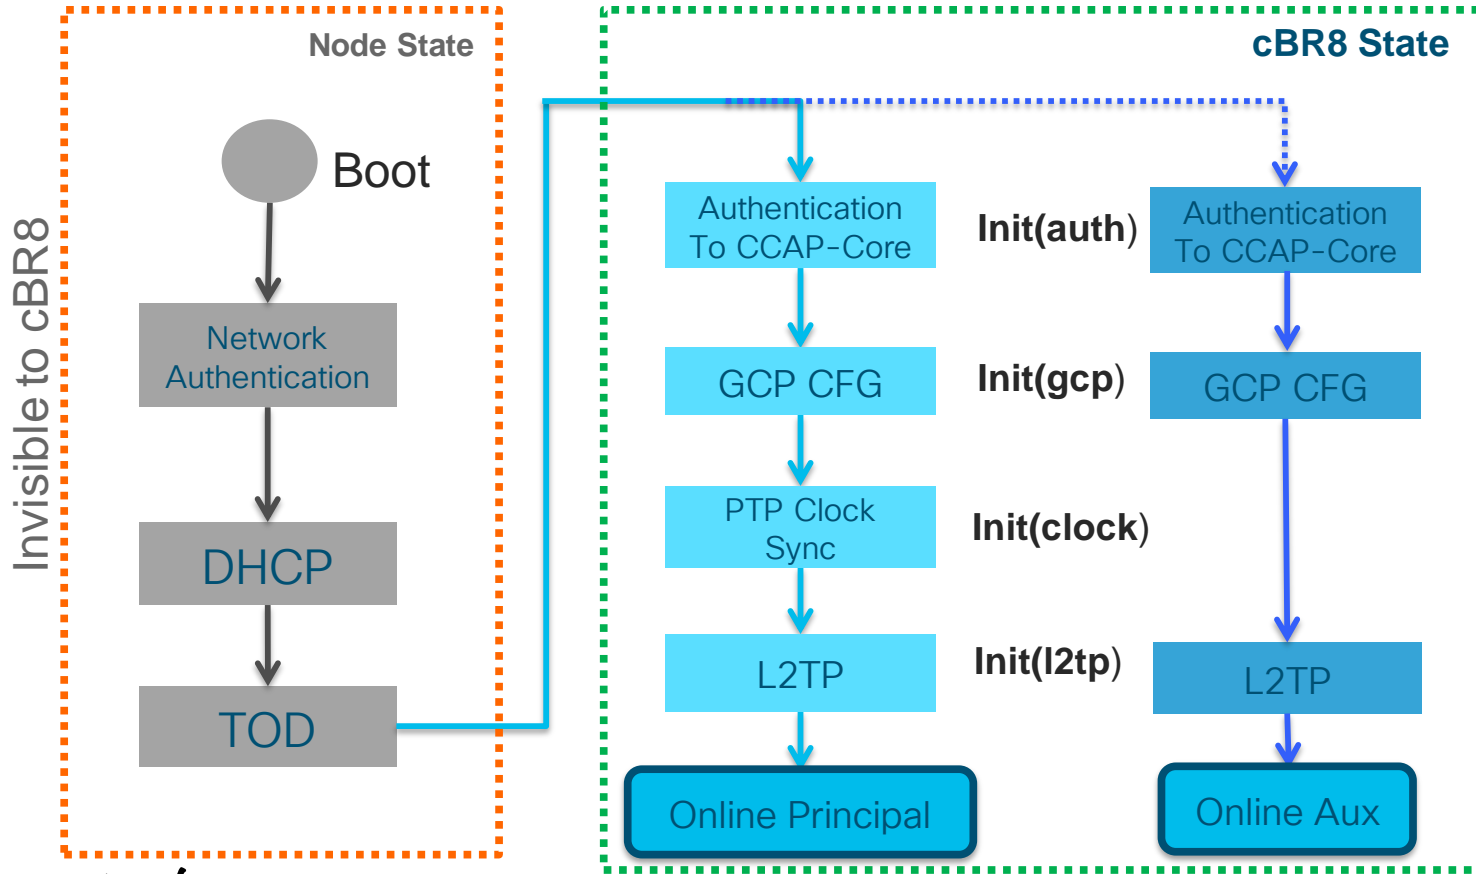 Node State
cBR8 State
Invisible to cBR8
Boot
Network
Authentication
DHCP
TOD
Authentication
To CCAP-Core
Init(auth)
Authentication
To CCAP-Core
GCP CFG
Init(gcp)
GCP CFG
PTP Clock
Sync
Init(clock)
L2TP
Init(l2tp)
L2TP
Online Principal
Online Aux